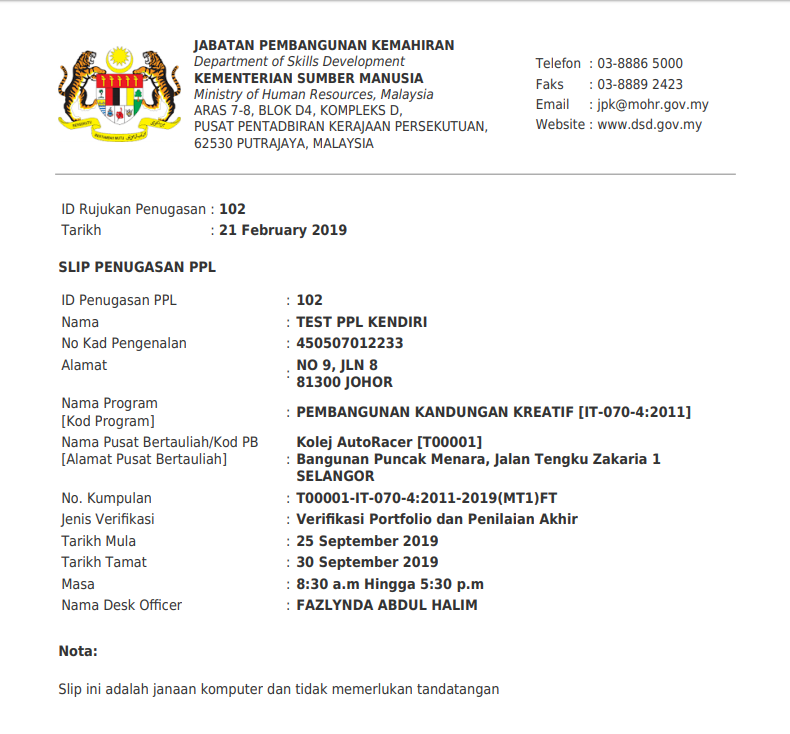 JABATAN PEMBANGUNAN KEMAHIRAN
Department of Skills Development
KEMENTERIAN SUMBER MANUSIA
Ministry of Human Resources, Malaysia
ARAS 7-8, BLOK D4, KOMPLEKS D,
PUSAT PENTADBIRAN KERAJAAN PERSEKUTUAN,
62530 PUTRAJAYA, MALAYSIA
Telefon : 03-8886 5000
Faks : 03-8889 2423
Email : jpk@mohr.gov.my
Website : www.dsd.gov.my
ID Rujukan Penugasan : 102
Tarikh : 21 February 2019
SLIP PENUGASAN PPL
ID Penugasan PPL : 102
Nama : TEST PPL KENDIRI
No Kad Pengenalan : 450507012233
Alamat : NO 9, JLN 8
81300 JOHOR
Nama Program
[Kod Program] : PEMBANGUNAN KANDUNGAN KREATIF [IT-070-4:2011]
Nama Pusat Bertauliah/Kod PB Kolej AutoRacer [T00001]
[Alamat Pusat Bertauliah] : Bangunan Puncak Menara, Jalan Tengku Zakaria 1
SELANGOR
No. Kumpulan : T00001-IT-070-4:2011-2019(MT1)FT
Jenis Verifikasi : Verifikasi Portfolio dan Penilaian Akhir
Tarikh Mula : 25 September 2019
Tarikh Tamat : 30 September 2019
Masa : 8:30 a.m Hingga 5:30 p.m
Nama Desk Officer : FAZLYNDA ABDUL HALIM
Nota:
Slip ini adalah janaan komputer dan tidak memerlukan tandatangan